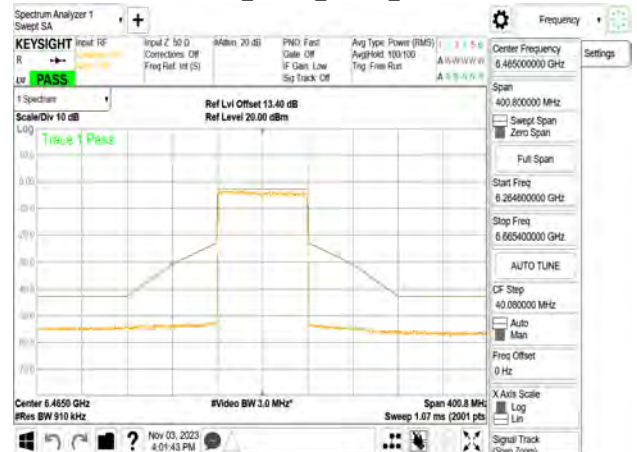 Spectrum Analyzer 1
Swept SA
Frequency
KEYSIGHT
Input: RF
R
LV PASS
Input Z: 50 Ω
Corrections: Off
Freq Ref: Int (S)
#Atten: 20 dB
PNO: Fast
Gate: Off
IF Gain: Low
Sig Track: Off
Avg Type: Power (RMS)
Avg|Hold: 100/100
Trig: Free Run
1 Spectrum
Scale/Div 10 dB
Ref Lvl Offset 13.40 dB
Ref Level 20.00 dBm
Log
Trace 1 Pass
Center 6.4650 GHz
#Res BW 910 kHz
#Video BW 3.0 MHz*
Span 400.8 MHz
Sweep 1.07 ms (2001 pts
Nov 03, 2023
4:01:43 PM
Center Frequency
6.465000000 GHz
Settings
Span
400.800000 MHz
Swept Span
Zero Span
Full Span
Start Freq
6.264600000 GHz
Stop Freq
6.665400000 GHz
AUTO TUNE
CF Step
40.080000 MHz
Auto
Man
Freq Offset
0 Hz
X Axis Scale
Log
Lin
Signal Track
(Span Zoom)